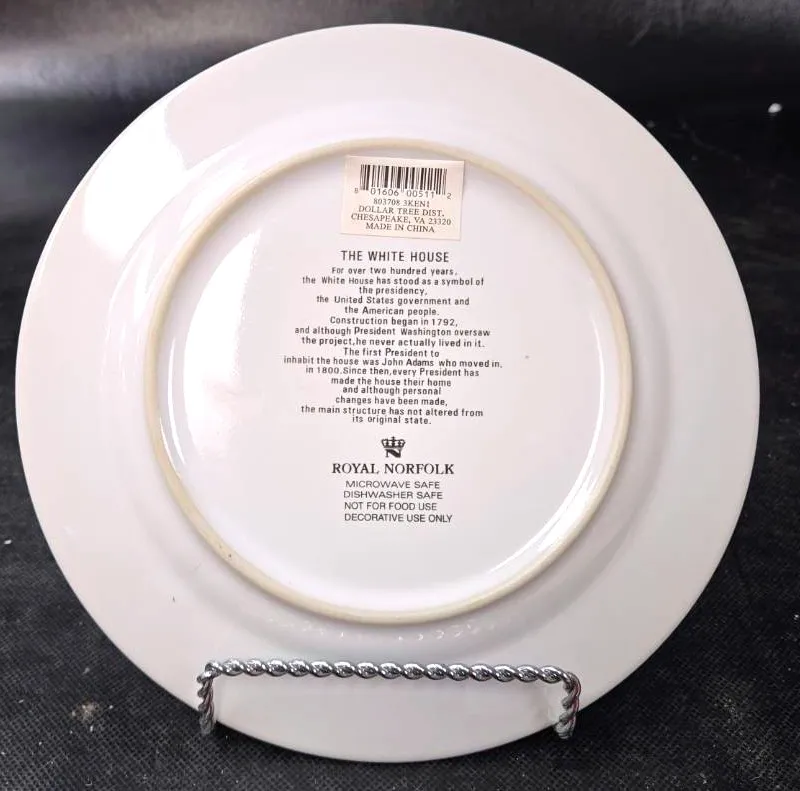 8 01606 00511 2
803708 3KEN1
DOLLAR TREE DIST.
CHESAPEAKE, VA 23320
MADE IN CHINA
THE WHITE HOUSE
For over two hundred years,
the White House has stood as a symbol of
the presidency,
the United States government and
the American people.
Construction began in 1792,
and although President Washington oversaw
the project,he never actually lived in it.
The first President to
inhabit the house was John Adams who moved in,
in 1800.Since then,every President has
made the house their home
and although personal
changes have been made,
the main structure has not altered from
its original state.
N
ROYAL NORFOLK
MICROWAVE SAFE
DISHWASHER SAFE
NOT FOR FOOD USE
DECORATIVE USE ONLY